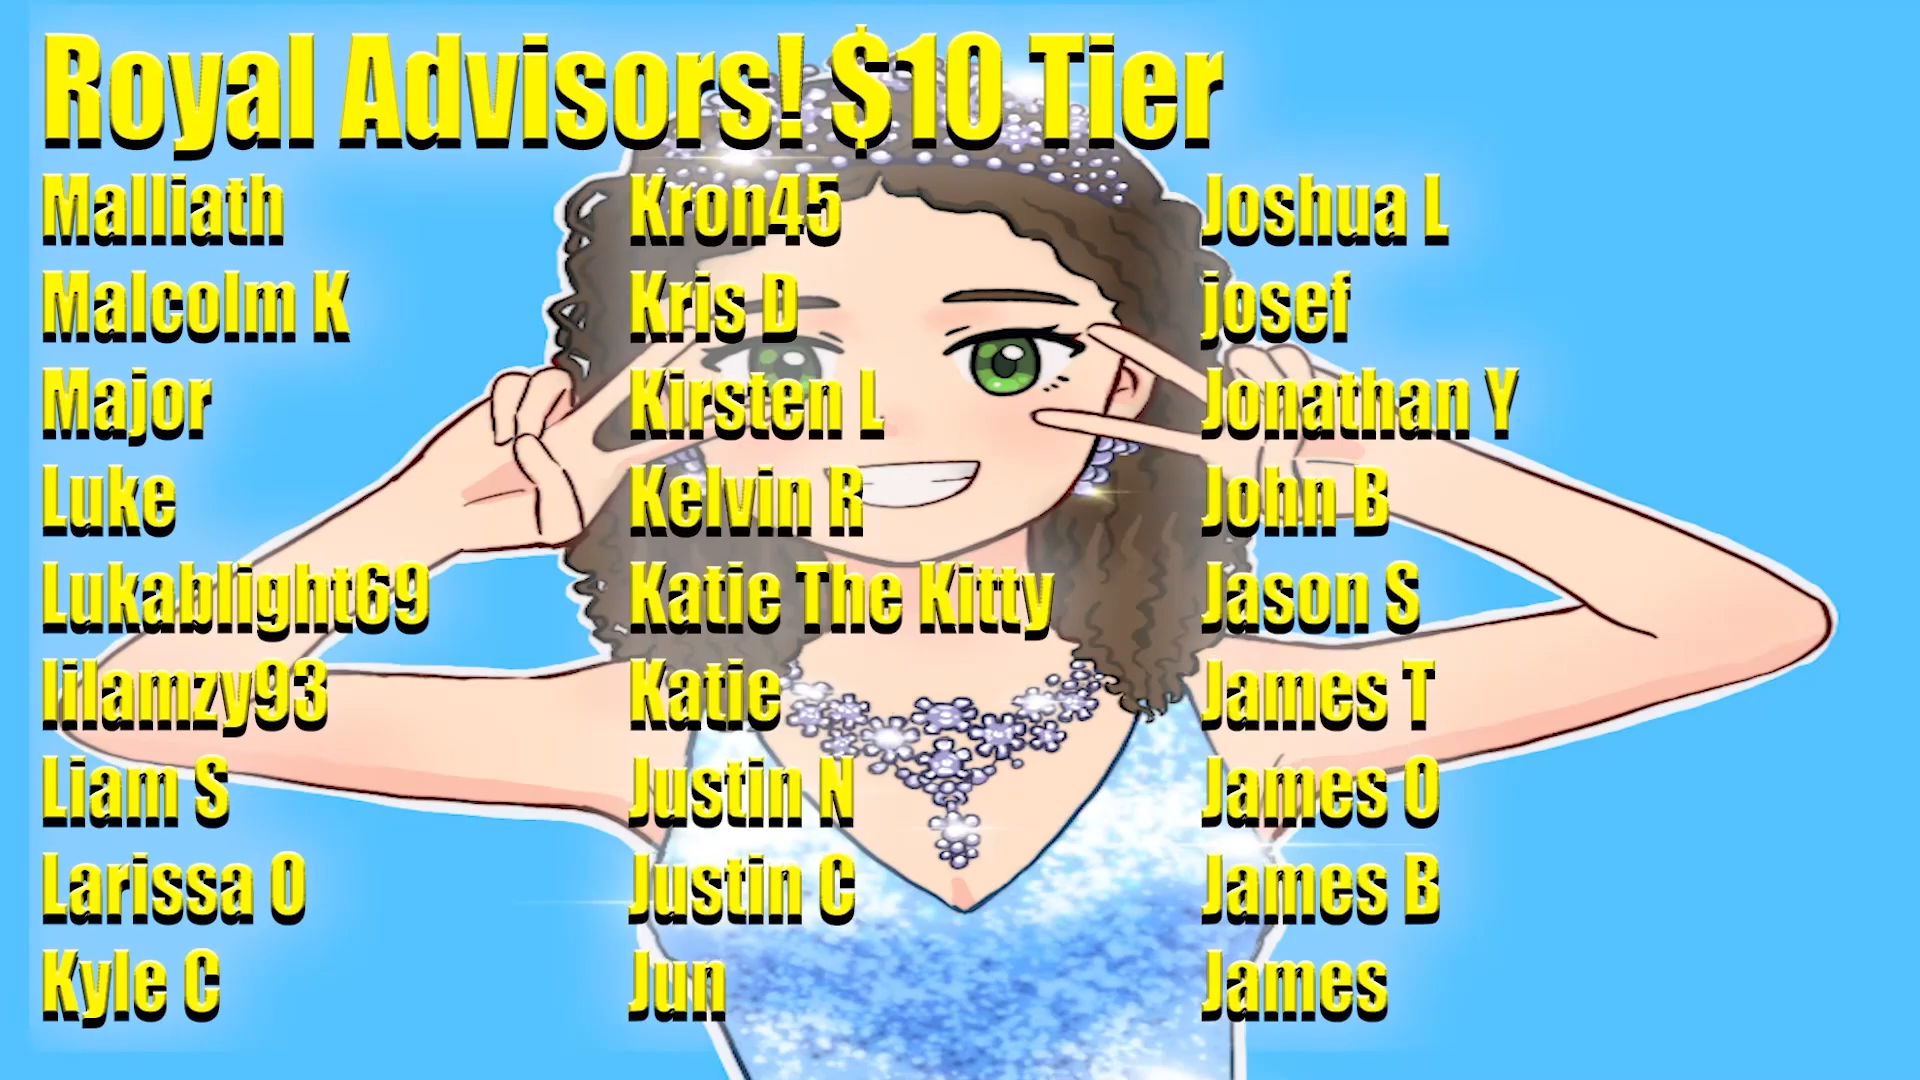 Royal Advisors! $10 Tier
Malliath
Malcolm K
Major
Luke
Lukablight69
lilamzy93
Liam S
Larissa O
Kyle C
Kron45
Kris D
Kirsten L
Kelvin R
Katie The Kitty
Katie
Justin N
Justin C
Jun
Joshua L
josef
Jonathan Y
John B
Jason S
James T
James O
James B
James